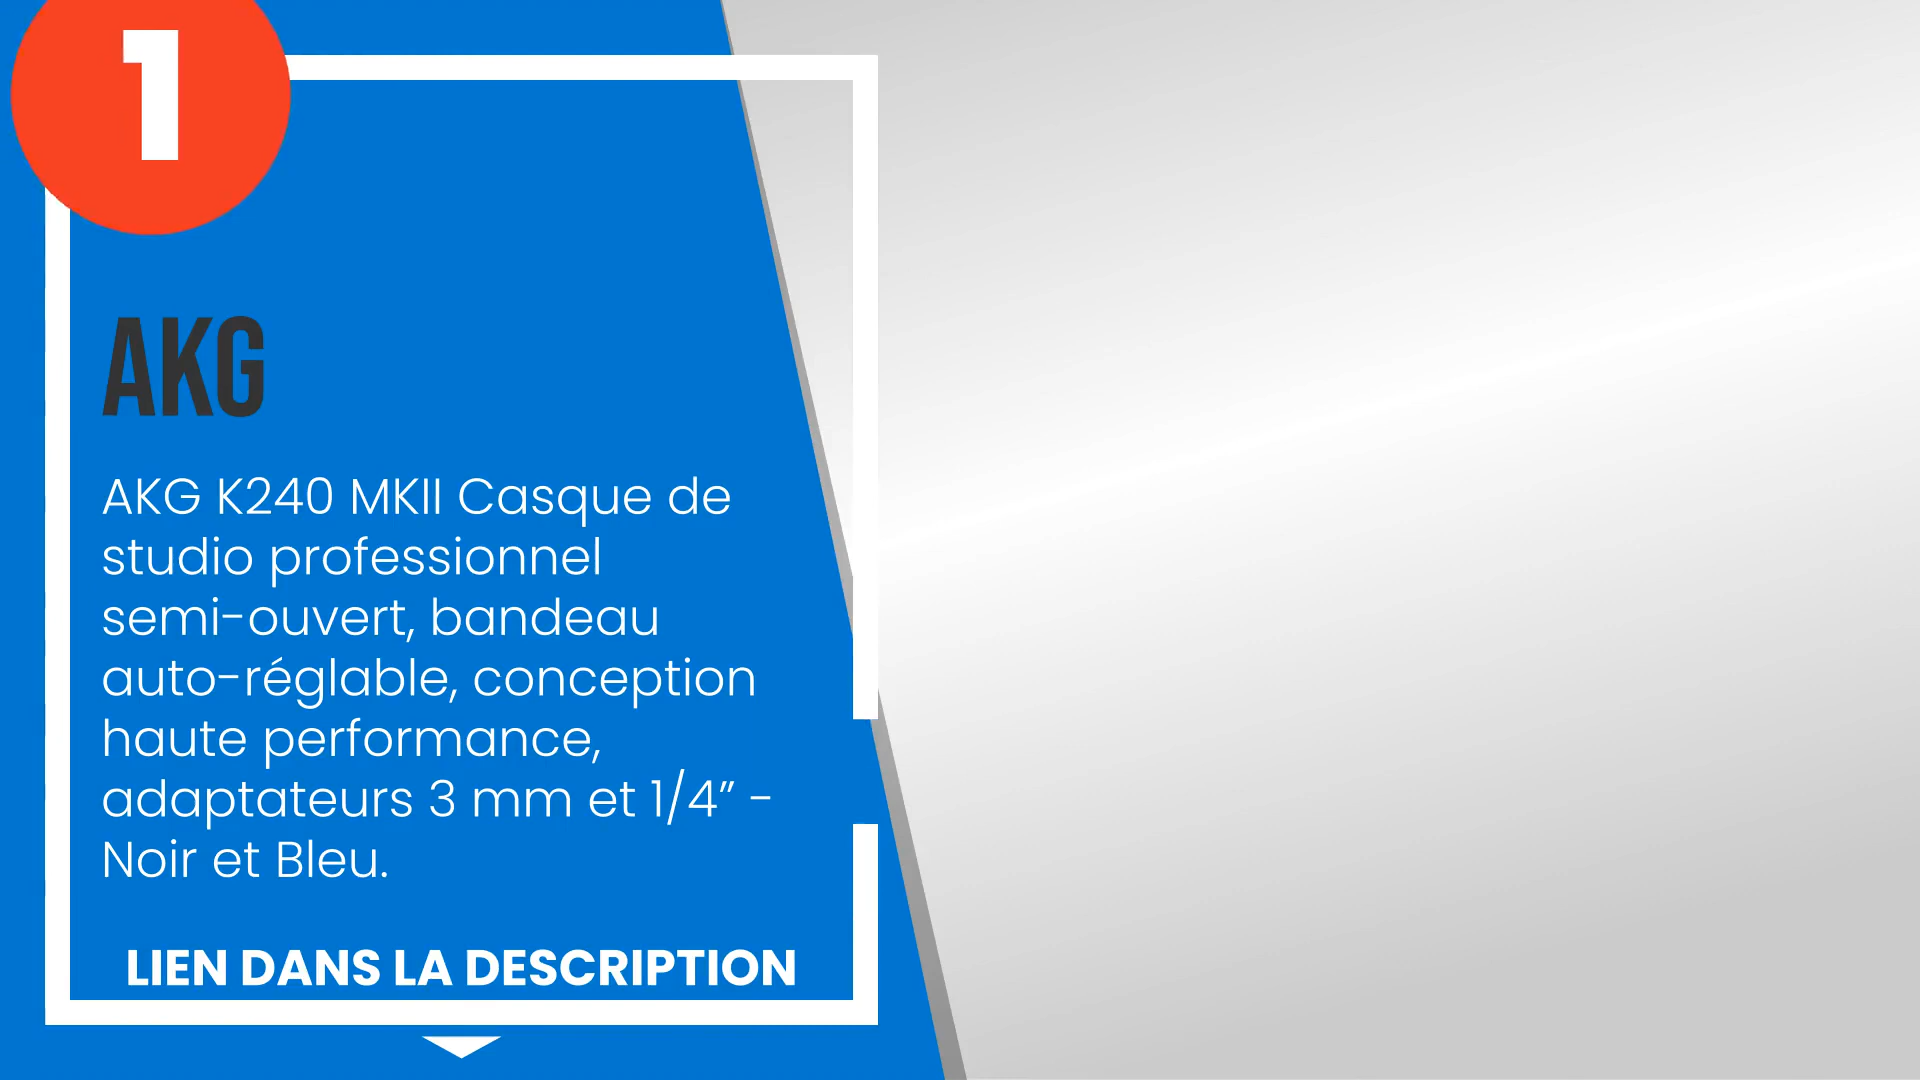 1
AKG
AKG K240 MKII Casque de
studio professionnel
semi-ouvert, bandeau
auto-réglable, conception
haute performance,
adaptateurs 3 mm et 1/4” -
Noir et Bleu.
LIEN DANS LA DESCRIPTION